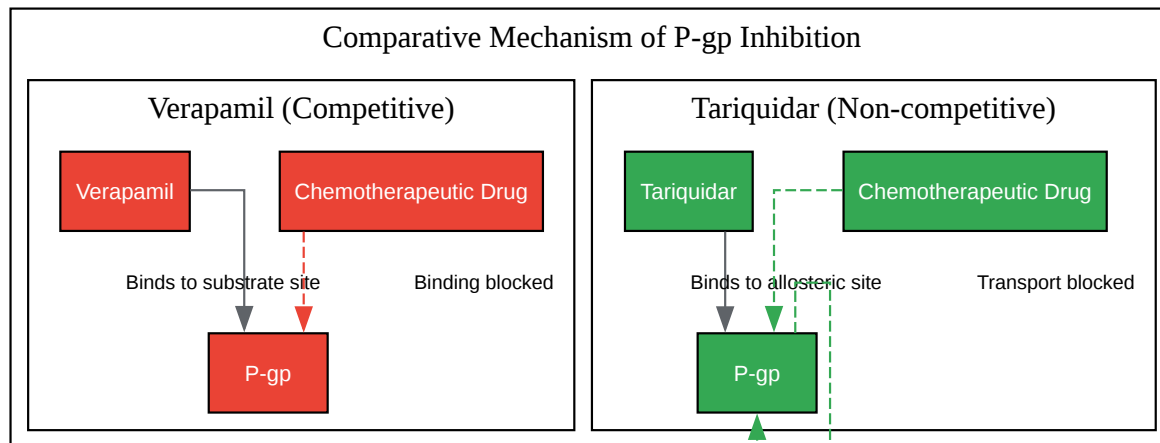 Comparative Mechanism of P-gp Inhibition
Verapamil (Competitive)
Verapamil
Chemotherapeutic Drug
Binds to substrate site
Binding blocked
P-gp
Tariquidar (Non-competitive)
Tariquidar
Chemotherapeutic Drug
Binds to allosteric site
Transport blocked
P-gp